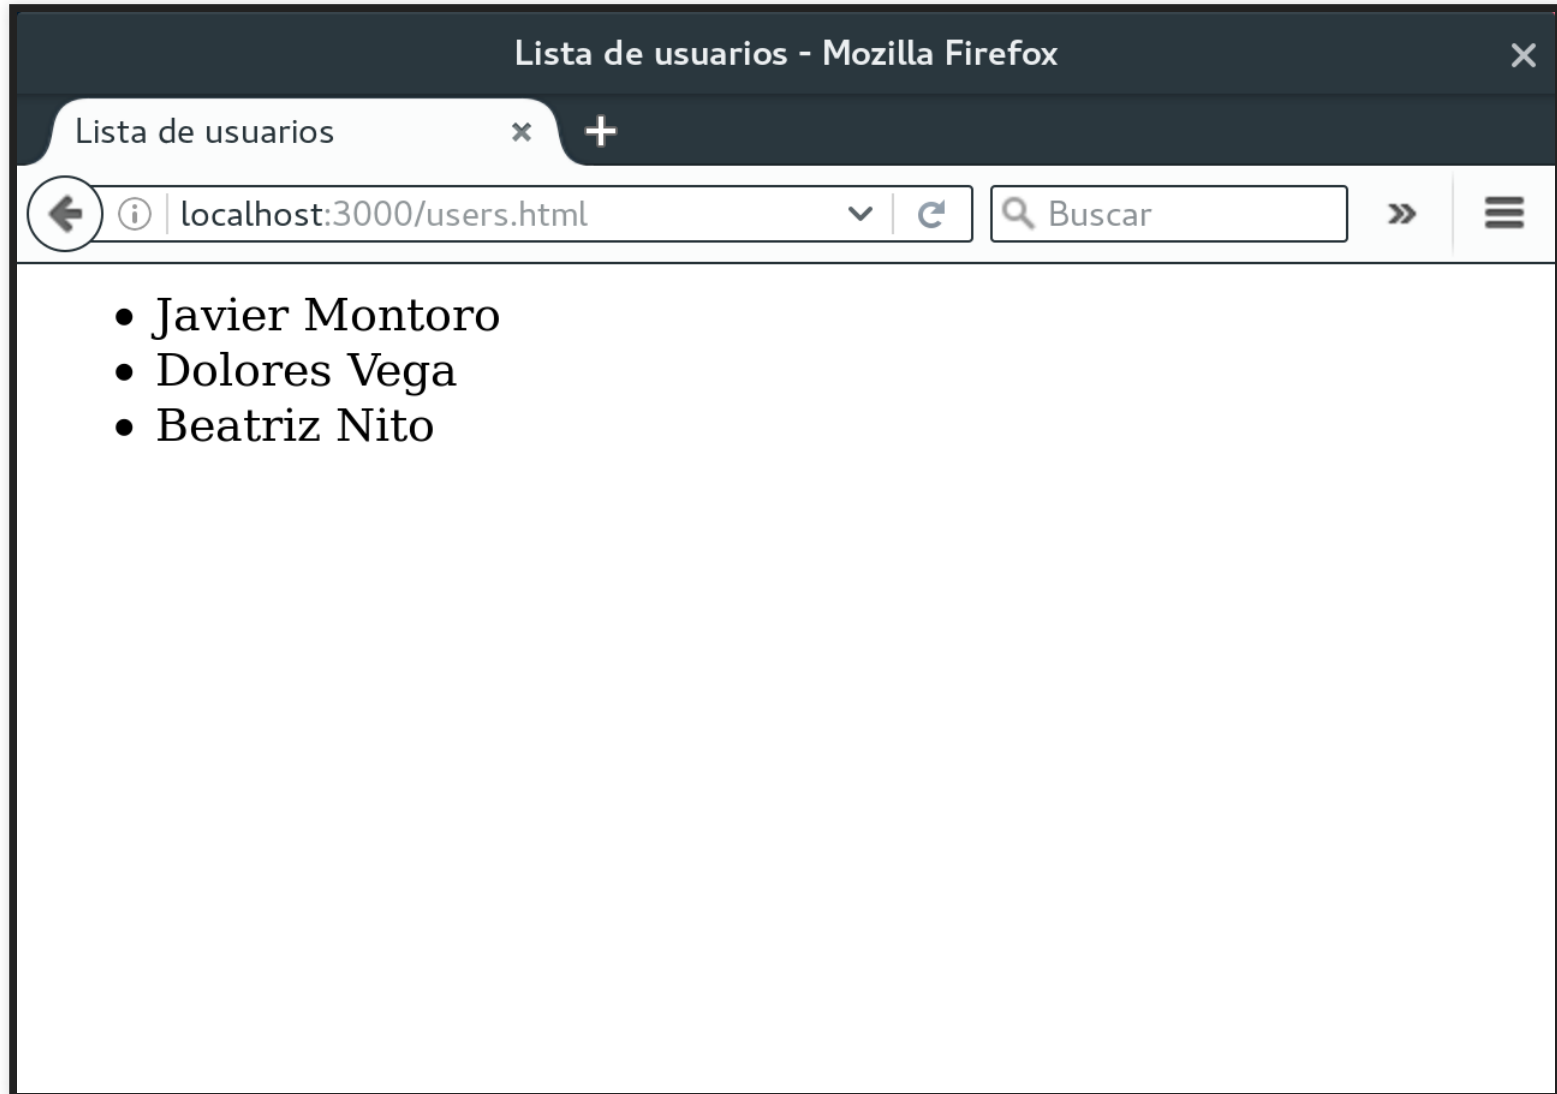 Lista de usuarios - Mozilla Firefox
Lista de usuarios
localhost:3000/users.html
Buscar
Javier Montoro
Dolores Vega
Beatriz Nito